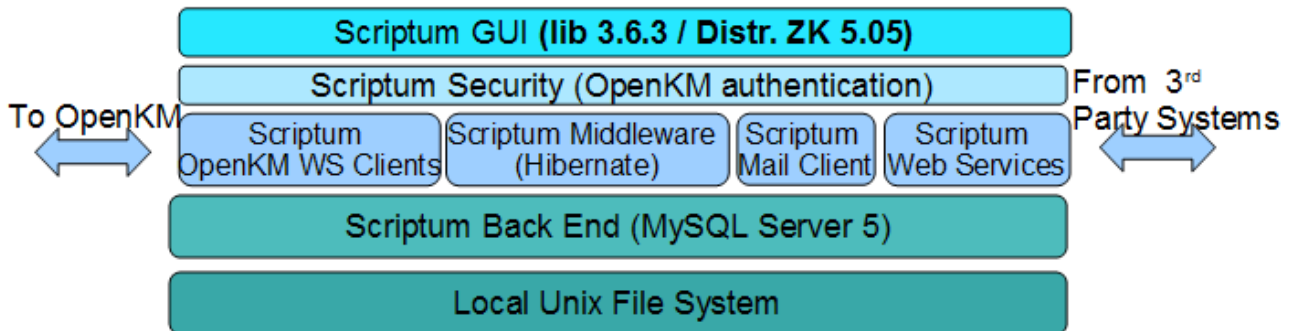 Scriptum GUI (lib 3.6.3 / Distr. ZK 5.05)
Scriptum Security (OpenKM authentication)
To OpenKM
From 3rd
Party Systems
Scriptum
OpenKM WS Clients
Scriptum Middleware
(Hibernate)
Scriptum
Mail Client
Scriptum
Web Services
Scriptum Back End (MySQL Server 5)
Local Unix File System